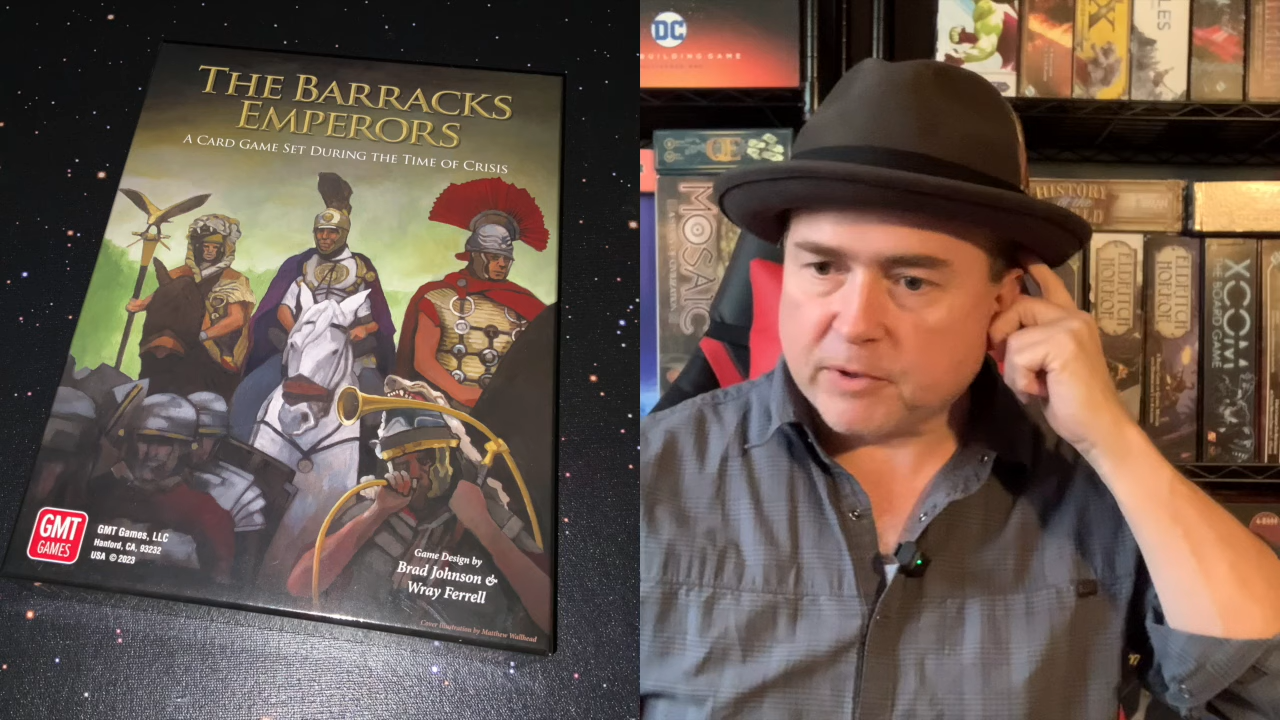 THE BARRACKS
EMPERORS
A CARD GAME SET DURING THE TIME OF CRISIS
GMT
GAMES
GMT Games, LLC
Hanford, CA, 93232
USA © 2023
Game Design by
Brad Johnson &
Wray Ferrell
Cover Illustration by Matthew Wallhead
DC
BUILDING GAME
MOSAIC
HISTORY
of the
ELDRITCH
HORROR
ELDRITCH
HORROR
XCOM
THE BOARD GAME